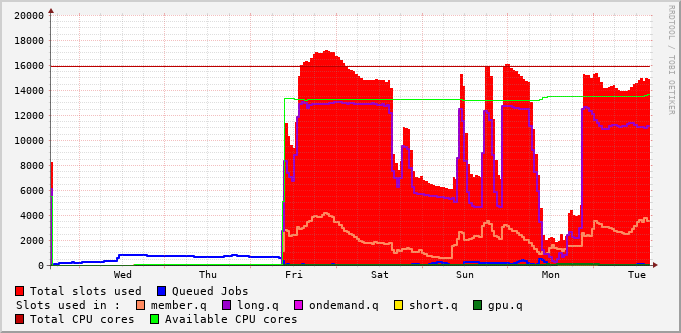 20000
18000
16000
14000
12000
10000
8000
6000
4000
2000
0
Wed Thu Fri Sat Sun Mon Tue
RRDTOOL / TOBI OETIKER
Total slots used Queued Jobs
Slots used in : member.q long.q ondemand.q short.q gpu.q
Total CPU cores Available CPU cores